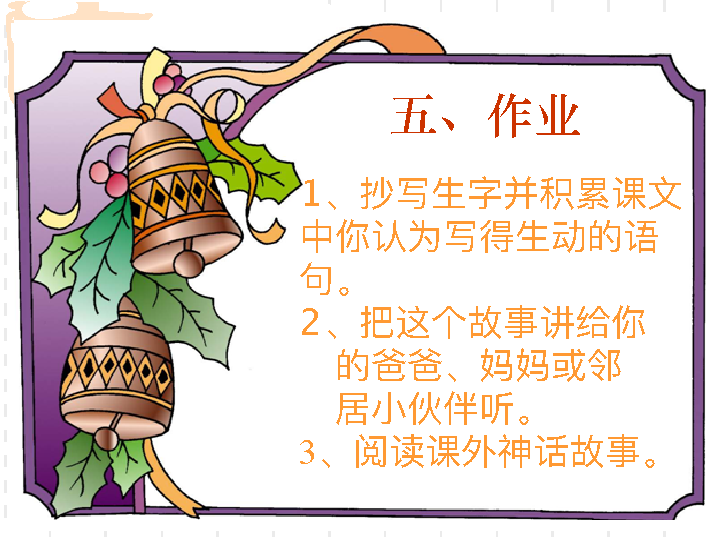 五、作业
1、抄写生字并积累课文
中你认为写得生动的语
句。
2、把这个故事讲给你
的爸爸、妈妈或邻
居小伙伴听。
3、阅读课外神话故事。